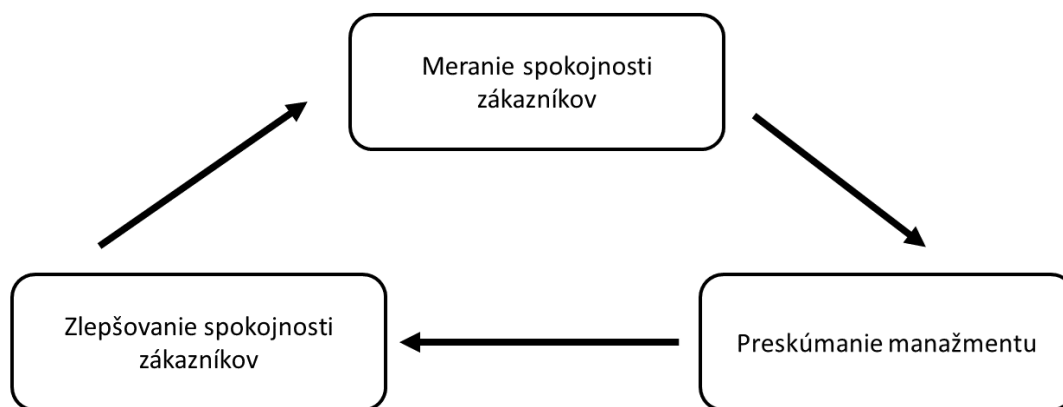 Meranie spokojnosti
zákazníkov
Zlepšovanie spokojnosti
zákazníkov
Preskúmanie manažmentu